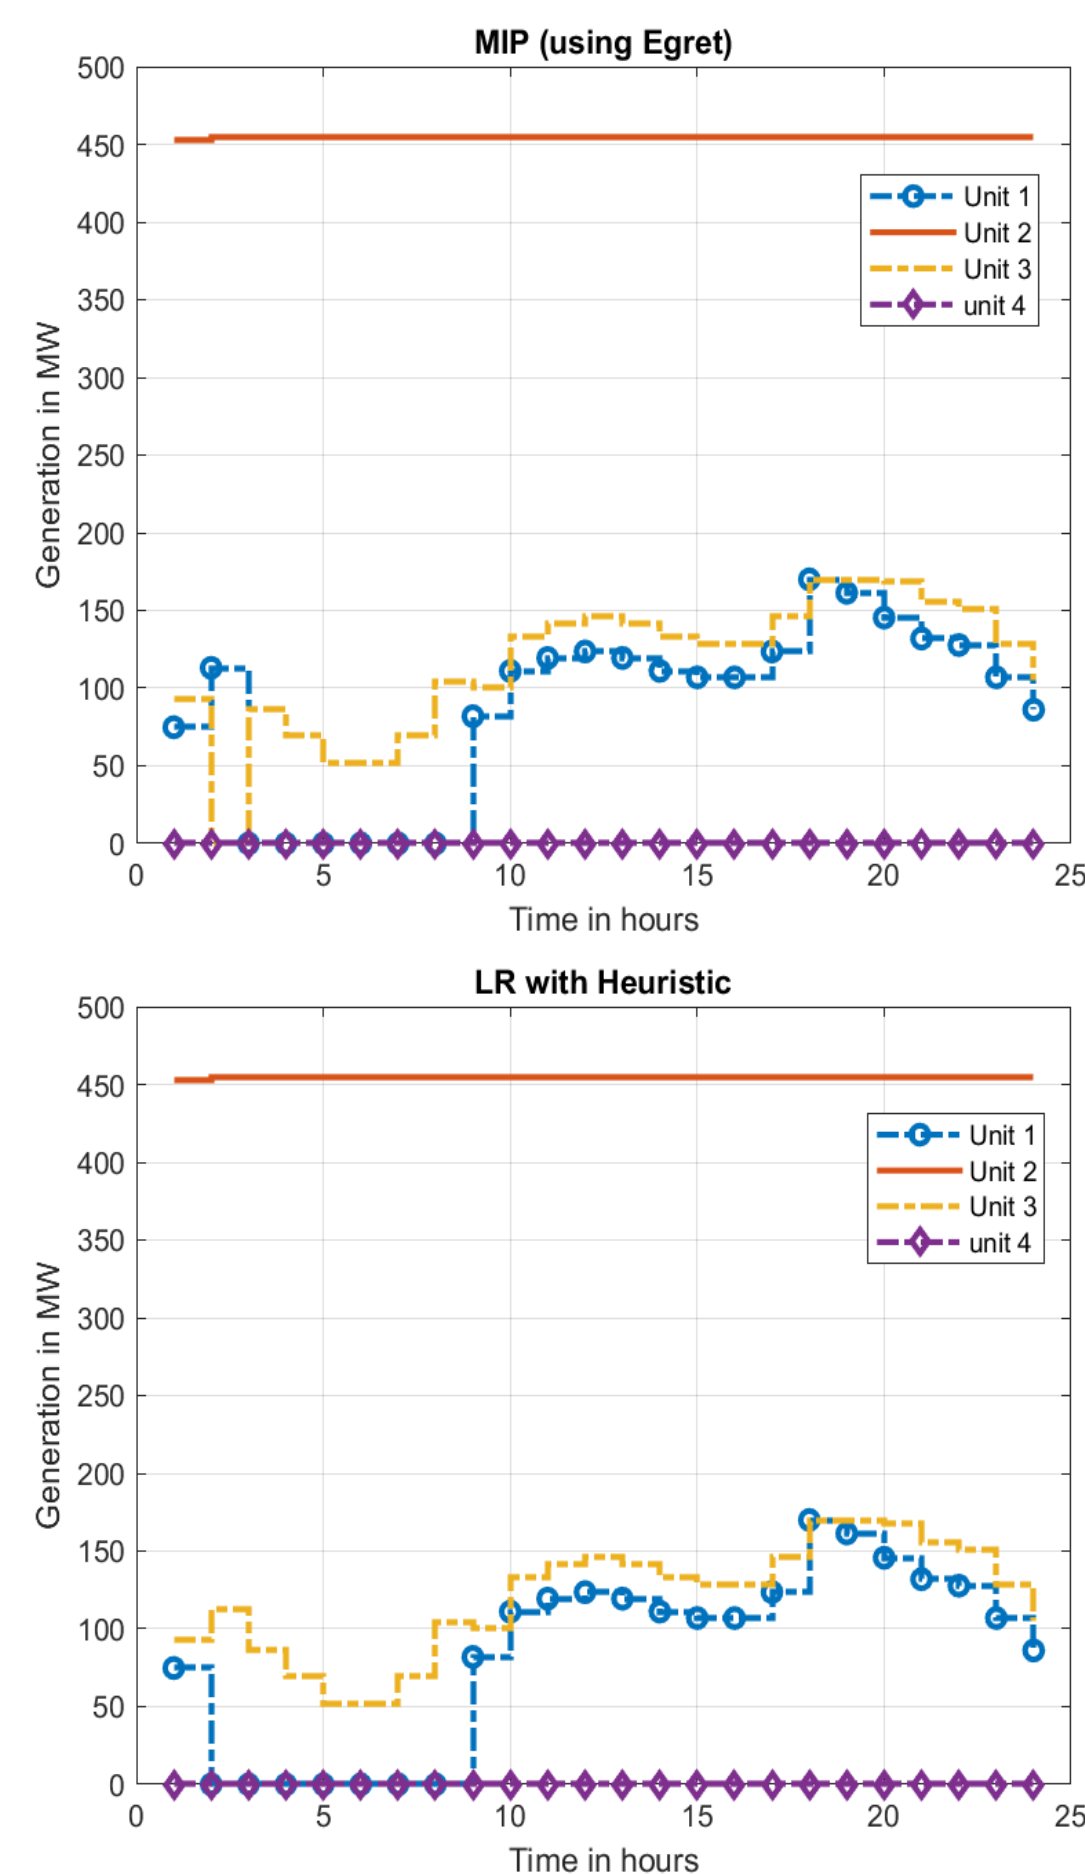 MIP (using Egret)
500
450
400
350
300
250
200
150
100
50
0
Generation in MW
Unit 1
Unit 2
Unit 3
unit 4
0 5 10 15 20 25
Time in hours
LR with Heuristic
500
450
400
350
300
250
200
150
100
50
0
Generation in MW
Unit 1
Unit 2
Unit 3
unit 4
0 5 10 15 20 25
Time in hours